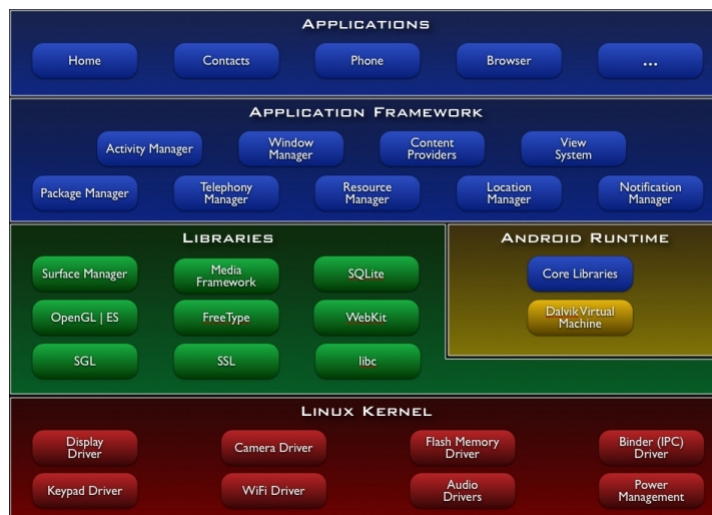 APPLICATIONS
Home
Contacts
Phone
Browser
...
APPLICATION FRAMEWORK
Activity Manager
Window
Manager
Content
Providers
View
System
Package Manager
Telephony
Manager
Resource
Manager
Location
Manager
Notification
Manager
LIBRARIES
Surface Manager
Media
Framework
SQLite
OpenGL | ES
FreeType
WebKit
SGL
SSL
libc
ANDROID RUNTIME
Core Libraries
Dalvik Virtual
Machine
LINUX KERNEL
Display
Driver
Camera Driver
Flash Memory
Driver
Binder (IPC)
Driver
Keypad Driver
WiFi Driver
Audio
Drivers
Power
Management